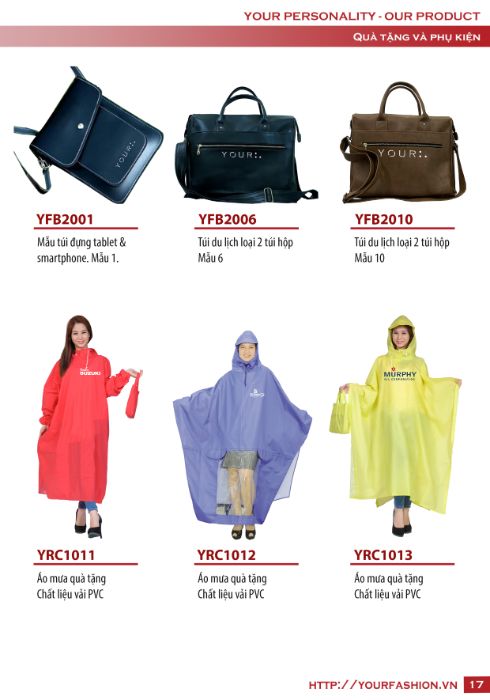 YOUR PERSONALITY - OUR PRODUCT
QUÀ TẶNG VÀ PHỤ KIỆN
YOUR:.
YOUR:.
YOUR:.
YFB2001
YFB2006
YFB2010
Mẫu túi đựng tablet &
smartphone. Mẫu 1.
Túi du lịch loại 2 túi hộp
Mẫu 6
Túi du lịch loại 2 túi hộp
Mẫu 10
SUZUKI
MURPHY
OIL CORPORATION
YRC1011
YRC1012
YRC1013
Áo mưa quà tặng
Chất liệu vải PVC
Áo mưa quà tặng
Chất liệu vải PVC
Áo mưa quà tặng
Chất liệu vải PVC
HTTP://YOURFASHION.VN 17